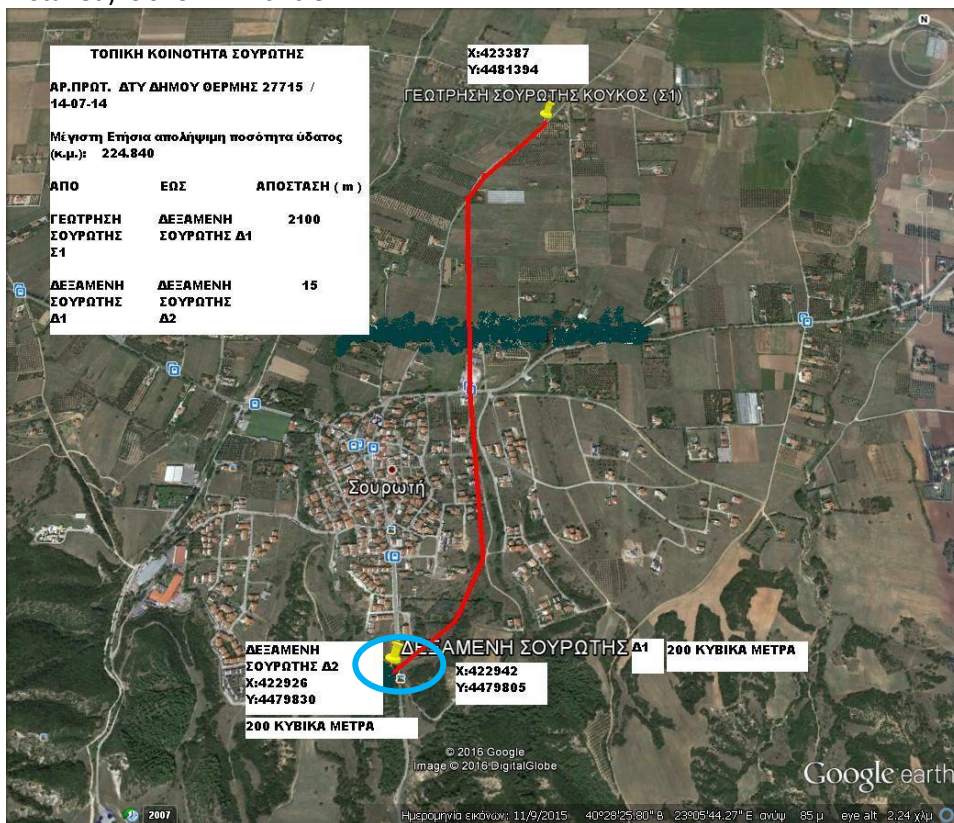 ΤΟΠΙΚΗ ΚΟΙΝΟΤΗΤΑ ΣΟΥΡΩΤΗΣ
ΑΡ.ΠΡΩΤ. ΔΤΥ ΔΗΜΟΥ ΘΕΡΜΗΣ 27715 /
14-07-14
Μέγιστη Ετήσια απολήψιμη ποσότητα ύδατος
(κ.μ.): 224.840
ΑΠΟ ΕΩΣ ΑΠΟΣΤΑΣΗ ( m )
ΓΕΩΤΡΗΣΗ ΔΕΞΑΜΕΝΗ 2100
ΣΟΥΡΩΤΗΣ ΣΟΥΡΩΤΗΣ Δ1
Σ1
ΔΕΞΑΜΕΝΗ ΔΕΞΑΜΕΝΗ 15
ΣΟΥΡΩΤΗΣ ΣΟΥΡΩΤΗΣ
Δ1 Δ2
X:423387
Y:4481394
ΓΕΩΤΡΗΣΗ ΣΟΥΡΩΤΗΣ ΚΟΥΚΟΣ (Σ1)
N
Σουρωτή
ΔΕΞΑΜΕΝΗ ΣΟΥΡΩΤΗΣ Δ1 200 ΚΥΒΙΚΑ ΜΕΤΡΑ
ΔΕΞΑΜΕΝΗ
ΣΟΥΡΩΤΗΣ Δ2
X:422926
Y:4479830
200 ΚΥΒΙΚΑ ΜΕΤΡΑ
X:422942
Y:4479805
© 2016 Google
Image © 2016 DigitalGlobe
Google earth
2007
Ημερομηνία εικόνων: 11/9/2015 40°28'25.80" Β 23°05'44.27" Ε ανύψ 85 μ eye alt 2.24 χλμ